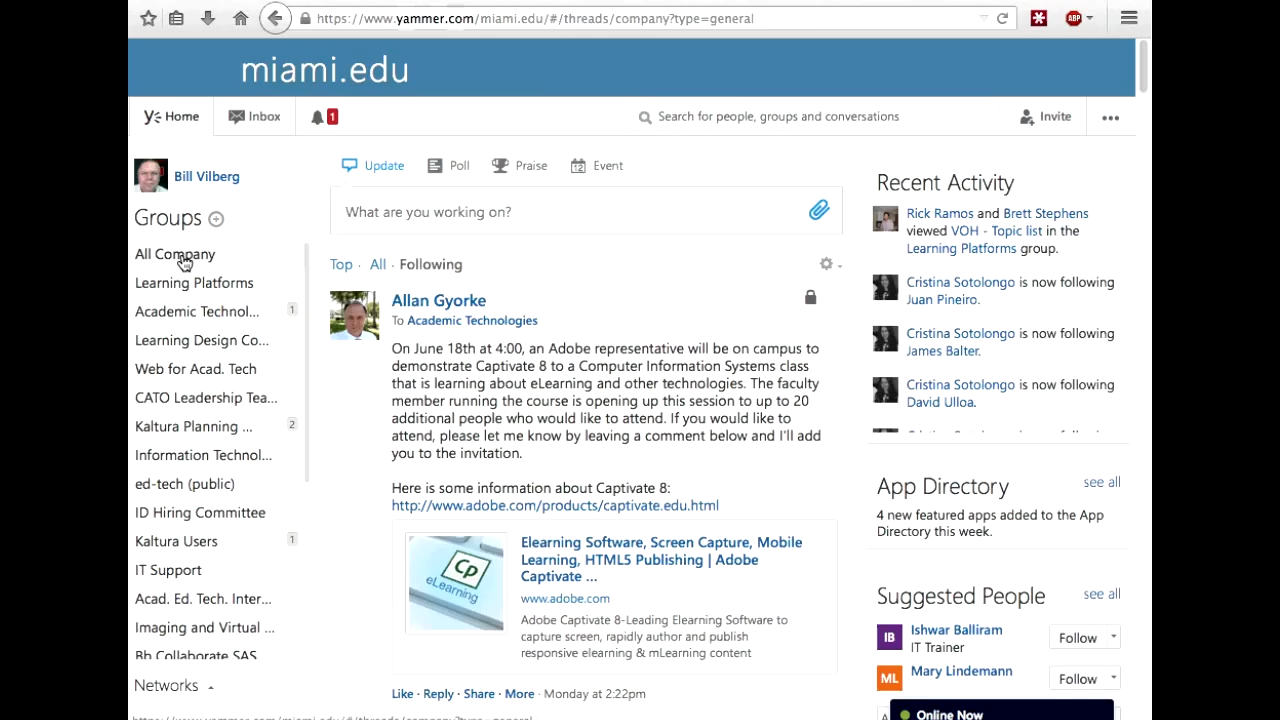 https://www.yammer.com/miami.edu/#/threads/company?type=general
ABP
miami.edu
Home
Inbox
1
Search for people, groups and conversations
Invite
Bill Vilberg
Groups
All Company
Learning Platforms
Academic Technol...
1
Learning Design Co...
Web for Acad. Tech
CATO Leadership Tea...
Kaltura Planning ...
2
Information Technol...
ed-tech (public)
ID Hiring Committee
Kaltura Users
1
IT Support
Acad. Ed. Tech. Inter...
Imaging and Virtual ...
Bb Collaborate SAS
Networks
Update
Poll
Praise
12
Event
What are you working on?
Top · All · Following
Allan Gyorke
To Academic Technologies
On June 18th at 4:00, an Adobe representative will be on campus to
demonstrate Captivate 8 to a Computer Information Systems class
that is learning about eLearning and other technologies. The faculty
member running the course is opening up this session to up to 20
additional people who would like to attend. If you would like to
attend, please let me know by leaving a comment below and I'll add
you to the invitation.
Here is some information about Captivate 8:
http://www.adobe.com/products/captivate.edu.html
Cp
eLearning
Elearning Software, Screen Capture, Mobile
Learning, HTML5 Publishing | Adobe
Captivate ...
www.adobe.com
Adobe Captivate 8-Leading Elearning Software to
capture screen, rapidly author and publish
responsive elearning & mLearning content
Like · Reply · Share · More · Monday at 2:22pm
Recent Activity
Rick Ramos and Brett Stephens
viewed VOH - Topic list in the
Learning Platforms group.
Cristina Sotolongo is now following
Juan Pineiro.
Cristina Sotolongo is now following
James Balter.
Cristina Sotolongo is now following
David Ulloa.
App Directory
see all
4 new featured apps added to the App
Directory this week.
Suggested People
see all
IB
Ishwar Balliram
IT Trainer
Follow
ML
Mary Lindemann
Follow
Online Now